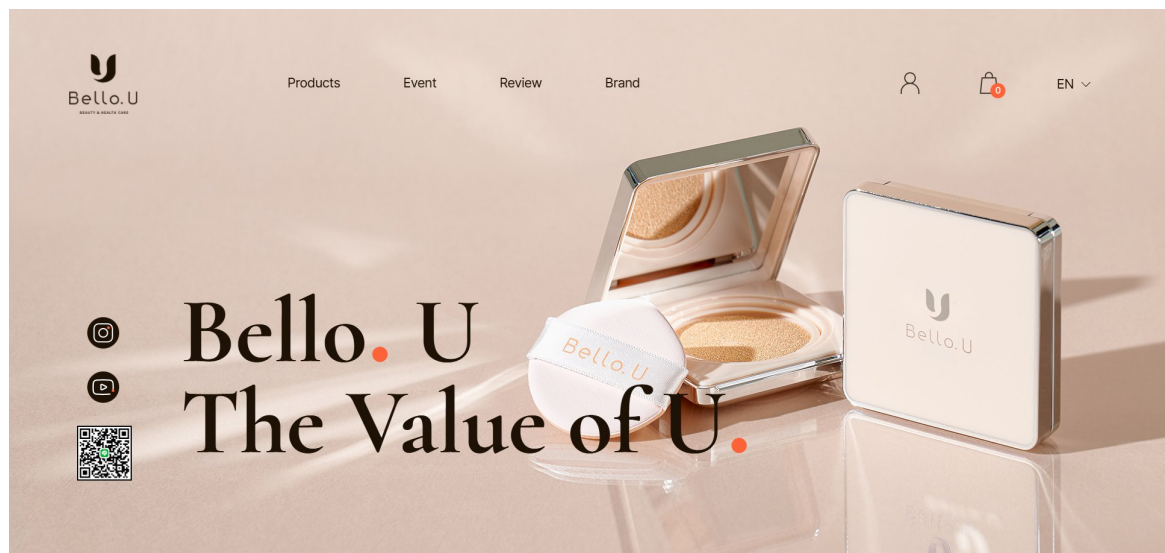 Bello. U
BEAUTY & HEALTH CARE
Products
Event
Review
Brand
0
EN
Bello. U
The Value of U.
Bello. U
Bello. U